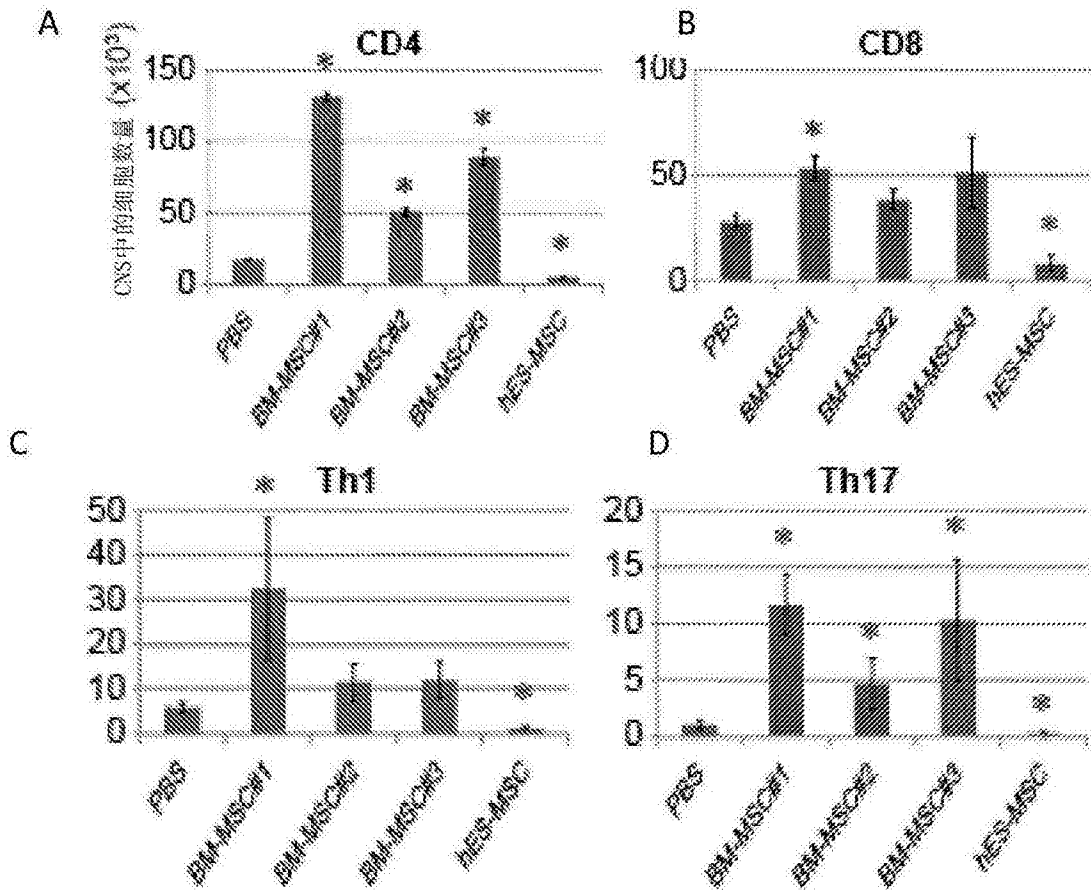 A
CD4
CNS中的细胞数量 (x10³)
150
100
50
0
*
*
*
*
PBS
BM-MSC#1
BM-MSC#2
BM-MSC#3
hES-MSC
B
CD8
100
50
0
*
*
PBS
BM-MSC#1
BM-MSC#2
BM-MSC#3
hES-MSC
C
Th1
50
40
30
20
10
0
*
*
PBS
BM-MSC#1
BM-MSC#2
BM-MSC#3
hES-MSC
D
Th17
20
15
10
5
0
*
*
*
*
PBS
BM-MSC#1
BM-MSC#2
BM-MSC#3
hES-MSC